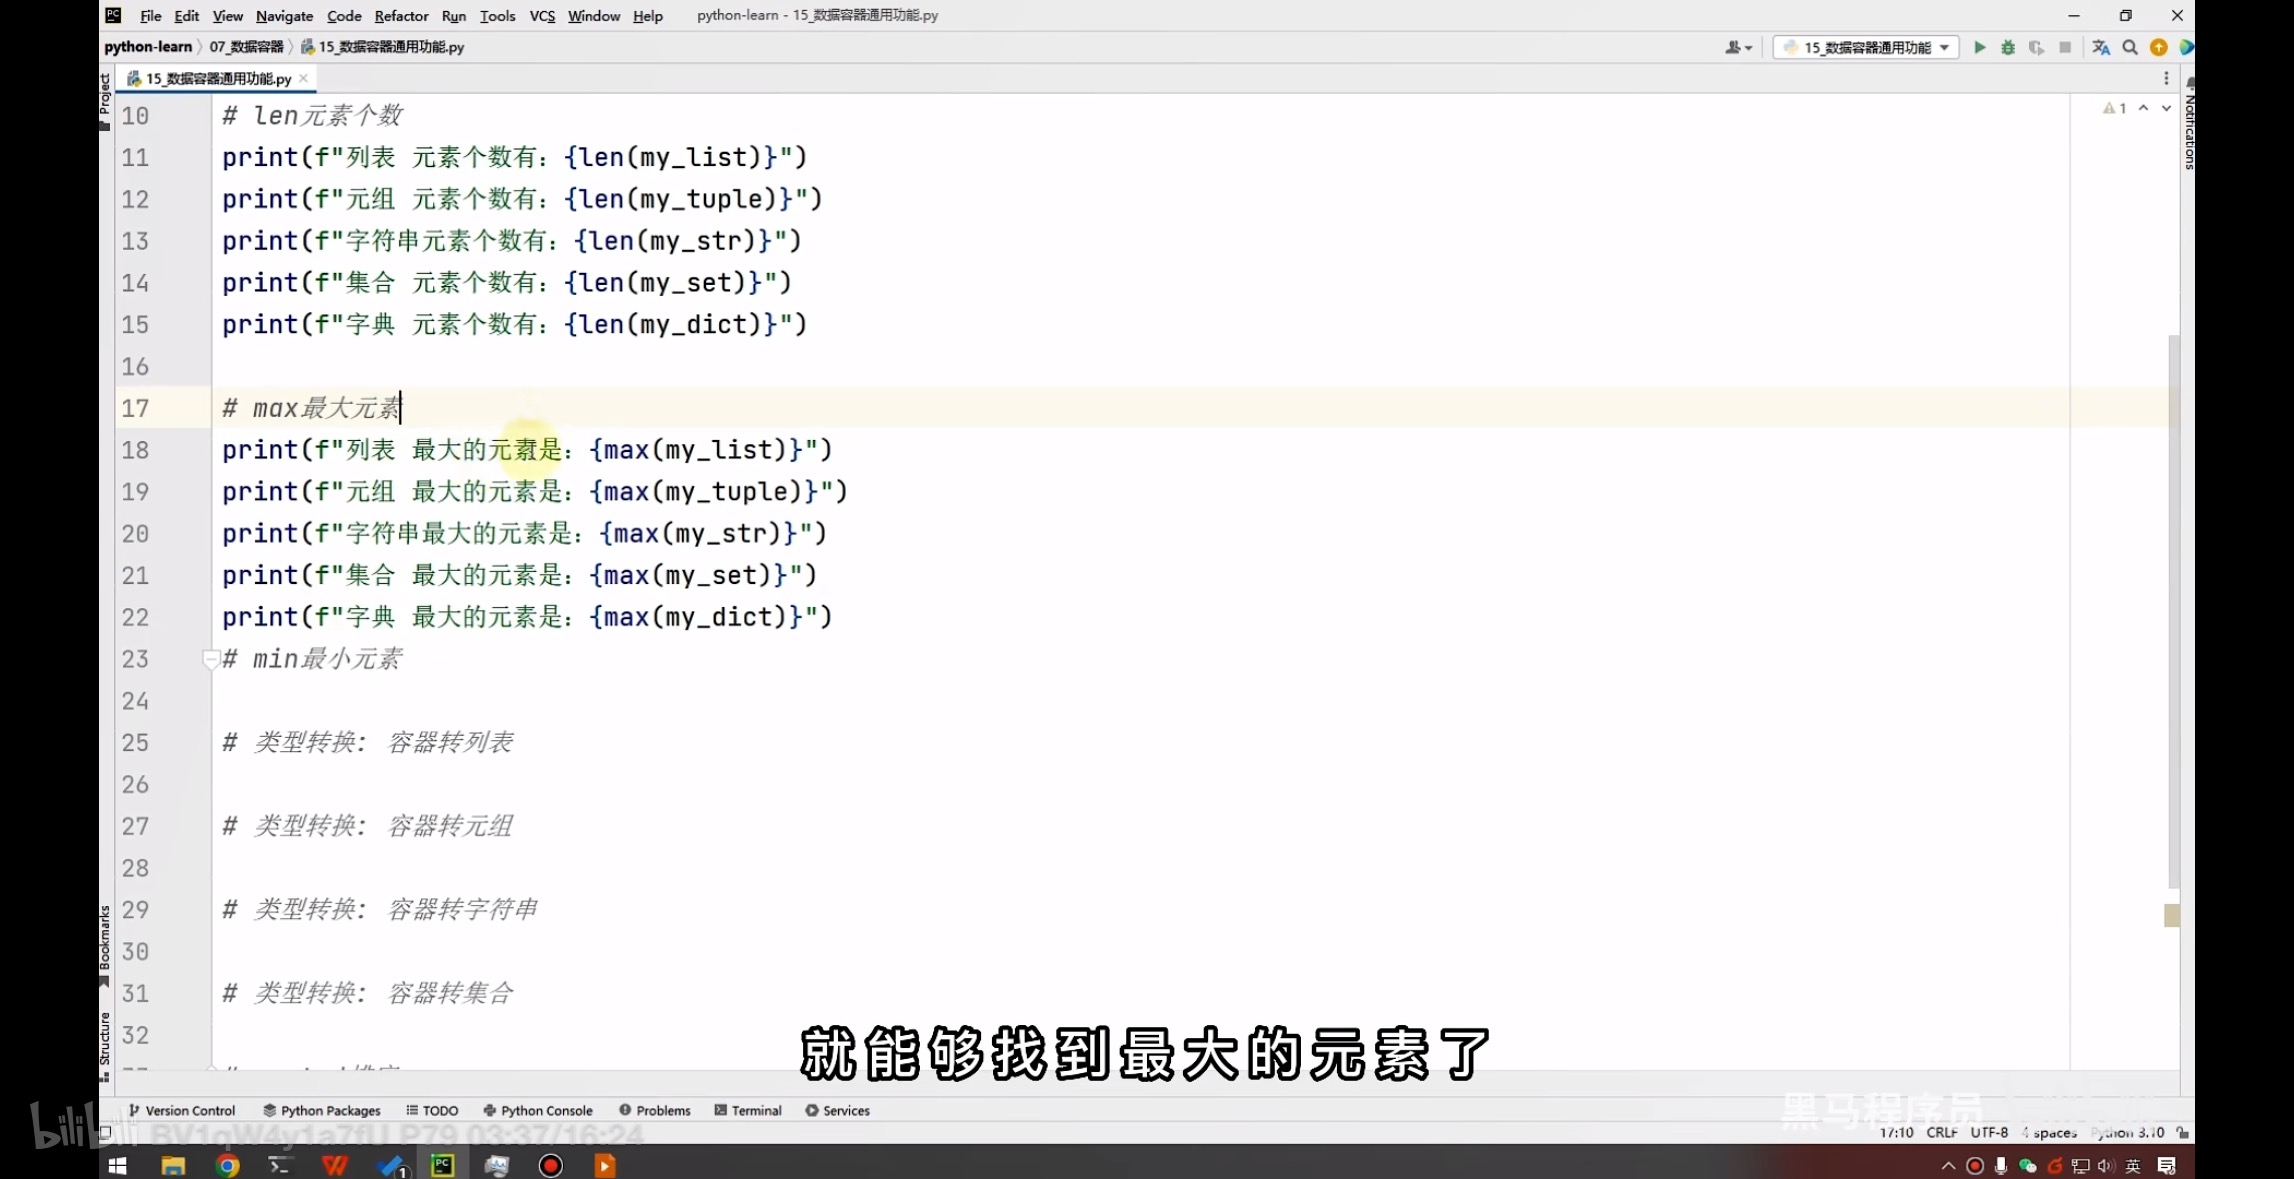 File Edit View Navigate Code Refactor Run Tools VCS Window Help python-learn - 15_数据容器通用功能.py
python-learn 07_数据容器 15_数据容器通用功能.py 15_数据容器通用功能
Project
15_数据容器通用功能.py
Notifications
1
10 # len元素个数
11 print(f"列表 元素个数有：{len(my_list)}")
12 print(f"元组 元素个数有：{len(my_tuple)}")
13 print(f"字符串元素个数有：{len(my_str)}")
14 print(f"集合 元素个数有：{len(my_set)}")
15 print(f"字典 元素个数有：{len(my_dict)}")
16
17 # max最大元素
18 print(f"列表 最大的元素是：{max(my_list)}")
19 print(f"元组 最大的元素是：{max(my_tuple)}")
20 print(f"字符串最大的元素是：{max(my_str)}")
21 print(f"集合 最大的元素是：{max(my_set)}")
22 print(f"字典 最大的元素是：{max(my_dict)}")
23 # min最小元素
24
25 # 类型转换: 容器转列表
26
27 # 类型转换: 容器转元组
28
29 # 类型转换: 容器转字符串
30
31 # 类型转换: 容器转集合
32
Bookmarks
Structure
就能够找到最大的元素了
Version Control Python Packages TODO Python Console Problems Terminal Services
黑马程序员
bilibili BV1qW4y1a7fU P79 03:37/16:24
17:10 CRLF UTF-8 4 spaces Python 3.10
1 英